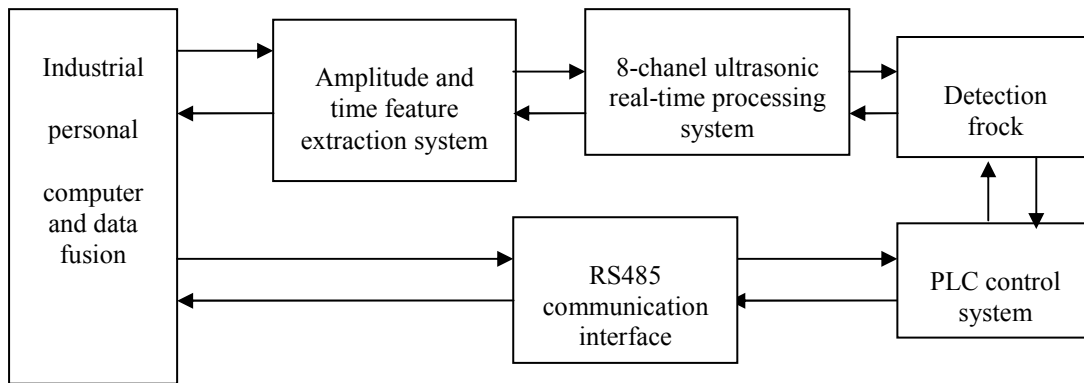 Industrial
personal
computer
and data
fusion
Amplitude and
time feature
extraction system
8-chanel ultrasonic
real-time processing
system
Detection
frock
RS485
communication
interface
PLC control
system